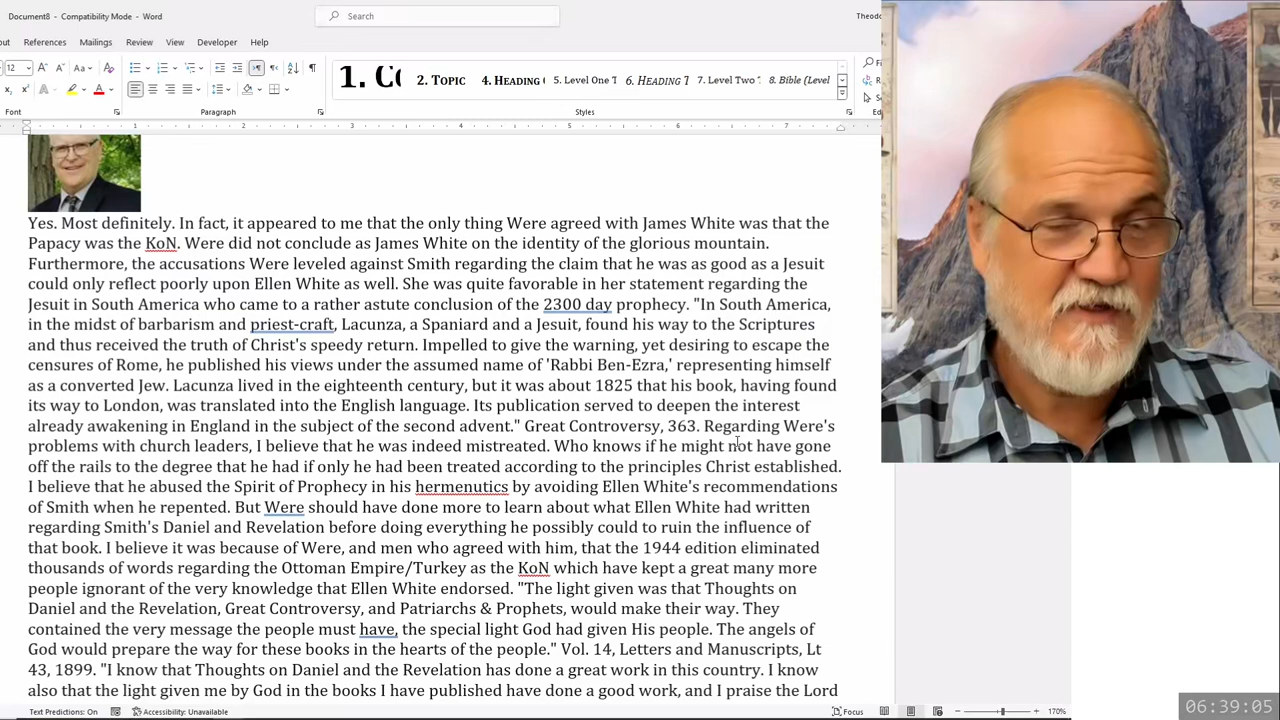 Document8 - Compatibility Mode - Word
Search
Theodo
out References Mailings Review View Developer Help
12
Aa
1. Co
2. Topic
4. Heading
5. Level One T
6. Heading T
7. Level Two
8. Bible (Level
Font
Paragraph
Styles
1 2 3 4 5 6 7
Yes. Most definitely. In fact, it appeared to me that the only thing Were agreed with James White was that the
Papacy was the KoN. Were did not conclude as James White on the identity of the glorious mountain.
Furthermore, the accusations Were leveled against Smith regarding the claim that he was as good as a Jesuit
could only reflect poorly upon Ellen White as well. She was quite favorable in her statement regarding the
Jesuit in South America who came to a rather astute conclusion of the 2300 day prophecy. "In South America,
in the midst of barbarism and priest-craft, Lacunza, a Spaniard and a Jesuit, found his way to the Scriptures
and thus received the truth of Christ's speedy return. Impelled to give the warning, yet desiring to escape the
censures of Rome, he published his views under the assumed name of 'Rabbi Ben-Ezra,' representing himself
as a converted Jew. Lacunza lived in the eighteenth century, but it was about 1825 that his book, having found
its way to London, was translated into the English language. Its publication served to deepen the interest
already awakening in England in the subject of the second advent." Great Controversy, 363. Regarding Were's
problems with church leaders, I believe that he was indeed mistreated. Who knows if he might not have gone
off the rails to the degree that he had if only he had been treated according to the principles Christ established.
I believe that he abused the Spirit of Prophecy in his hermenutics by avoiding Ellen White's recommendations
of Smith when he repented. But Were should have done more to learn about what Ellen White had written
regarding Smith's Daniel and Revelation before doing everything he possibly could to ruin the influence of
that book. I believe it was because of Were, and men who agreed with him, that the 1944 edition eliminated
thousands of words regarding the Ottoman Empire/Turkey as the KoN which have kept a great many more
people ignorant of the very knowledge that Ellen White endorsed. "The light given was that Thoughts on
Daniel and the Revelation, Great Controversy, and Patriarchs & Prophets, would make their way. They
contained the very message the people must have, the special light God had given His people. The angels of
God would prepare the way for these books in the hearts of the people." Vol. 14, Letters and Manuscripts, Lt
43, 1899. "I know that Thoughts on Daniel and the Revelation has done a great work in this country. I know
also that the light given me by God in the books I have published have done a good work, and I praise the Lord
Text Predictions: On
Accessibility: Unavailable
Focus
170%
06:39:05